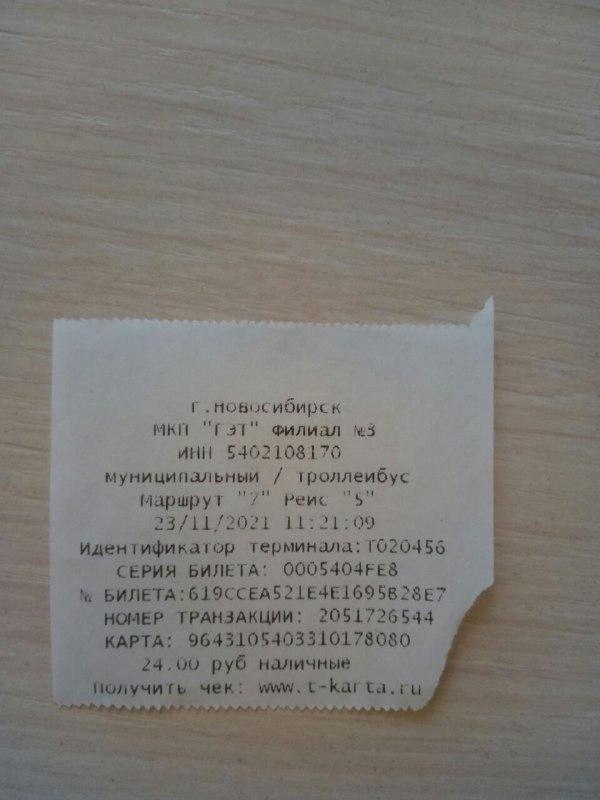 г.Новосибирск
МКП "ГЭТ" Филиал №3
ИНН 5402108170
муниципальный / троллейбус
Маршрут "7" Рейс "5"
23/11/2021 11:21:09
Идентификатор терминала:T020456
СЕРИЯ БИЛЕТА: 0005404FE8
№ БИЛЕТА:619CCEA521E4E1695B28E7
НОМЕР ТРАНЗАКЦИИ: 2051726544
КАРТА: 9643105403310178080
24.00 руб наличные
Получить чек: www.t-karta.ru